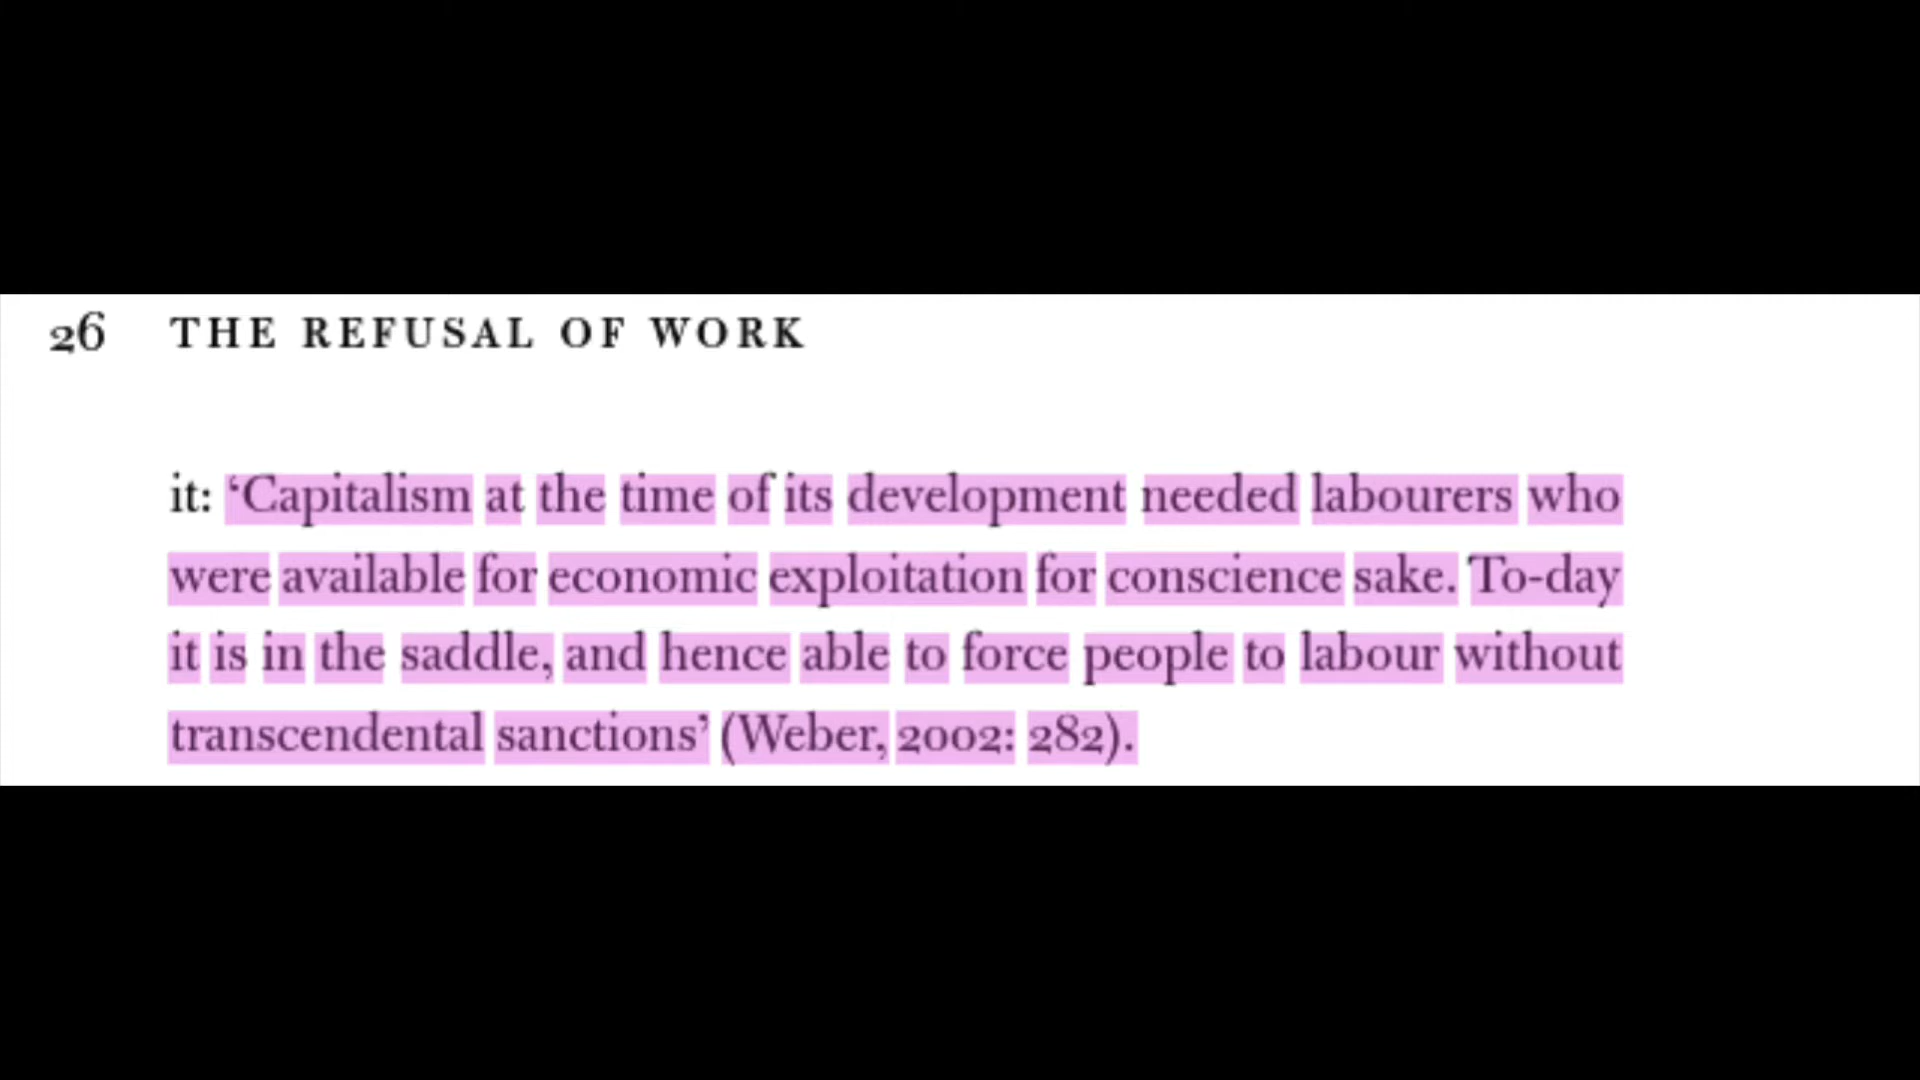 26 THE REFUSAL OF WORK
it: ‘Capitalism at the time of its development needed labourers who
were available for economic exploitation for conscience sake. To-day
it is in the saddle, and hence able to force people to labour without
transcendental sanctions’ (Weber, 2002: 282).